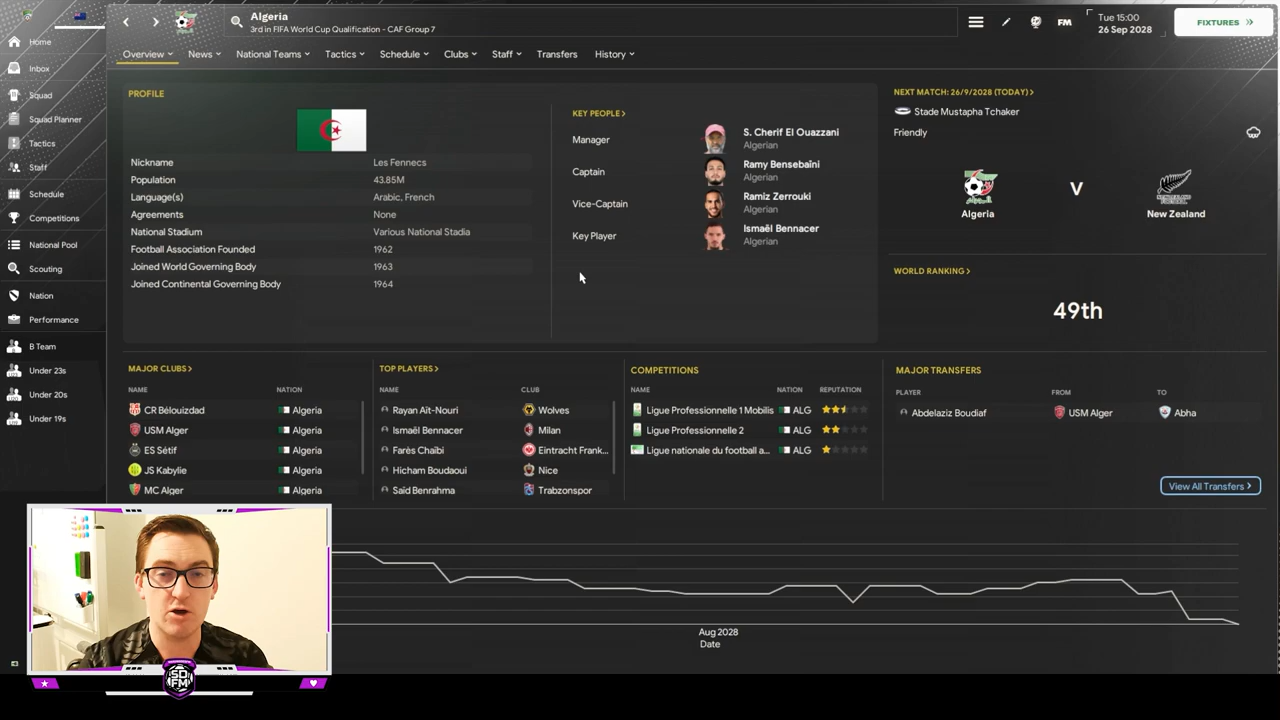 Algeria
3rd in FIFA World Cup Qualification - CAF Group 7
FM
Tue 15:00
26 Sep 2028
FIXTURES
Overview
News
National Teams
Tactics
Schedule
Clubs
Staff
Transfers
History
Home
Inbox
Squad
Squad Planner
Tactics
Staff
Schedule
Competitions
National Pool
Scouting
Nation
Performance
B Team
Under 23s
Under 20s
Under 19s
PROFILE
Nickname Les Fennecs
Population 43.85M
Language(s) Arabic, French
Agreements None
National Stadium Various National Stadia
Football Association Founded 1962
Joined World Governing Body 1963
Joined Continental Governing Body 1964
KEY PEOPLE >
Manager S. Cherif El Ouazzani
Algerian
Captain Ramy Bensebaïni
Algerian
Vice-Captain Ramiz Zerrouki
Algerian
Key Player Ismaël Bennacer
Algerian
NEXT MATCH: 26/9/2028 (TODAY) >
Stade Mustapha Tchaker
Friendly
Algeria V New Zealand
WORLD RANKING >
49th
MAJOR CLUBS >
NAME NATION
CR Bélouizdad Algeria
USM Alger Algeria
ES Sétif Algeria
JS Kabylie Algeria
MC Alger Algeria
TOP PLAYERS >
NAME CLUB
Rayan Aït-Nouri Wolves
Ismaël Bennacer Milan
Farès Chaïbi Eintracht Frank...
Hicham Boudaoui Nice
Saïd Benrahma Trabzonspor
COMPETITIONS
NAME NATION REPUTATION
Ligue Professionnelle 1 Mobilis ALG
Ligue Professionnelle 2 ALG
Ligue nationale du football a... ALG
MAJOR TRANSFERS
PLAYER FROM TO
Abdelaziz Boudiaf USM Alger Abha
View All Transfers >
Aug 2028
Date
SD
FM